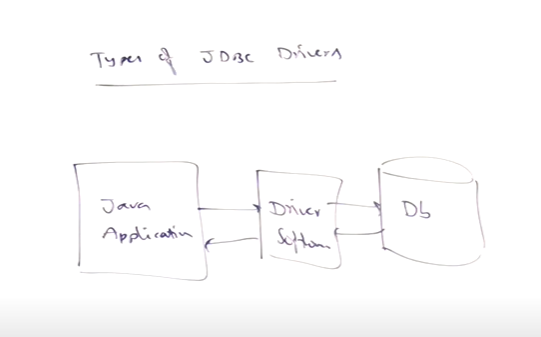 Types of JDBC Drivers
Java
Application
Driver
Software
Db